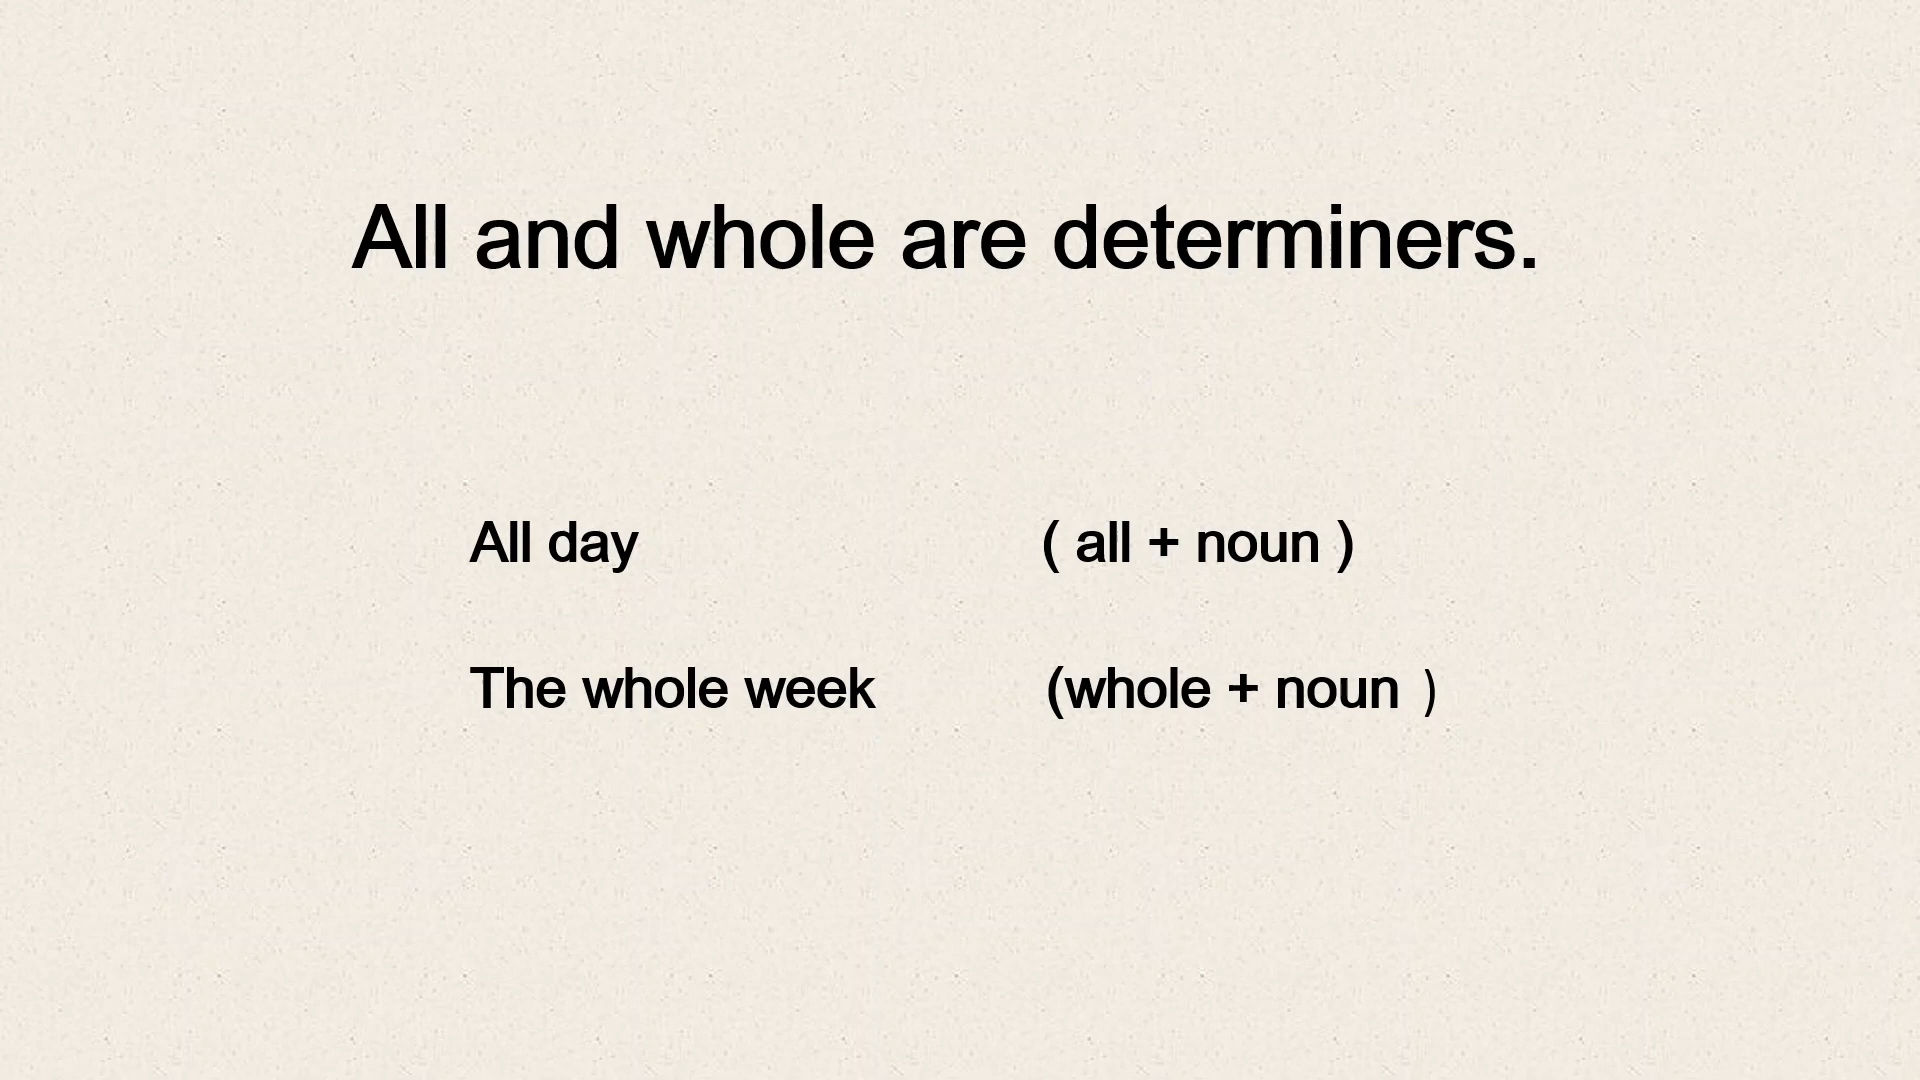 All and whole are determiners.
All day ( all + noun )
The whole week (whole + noun )